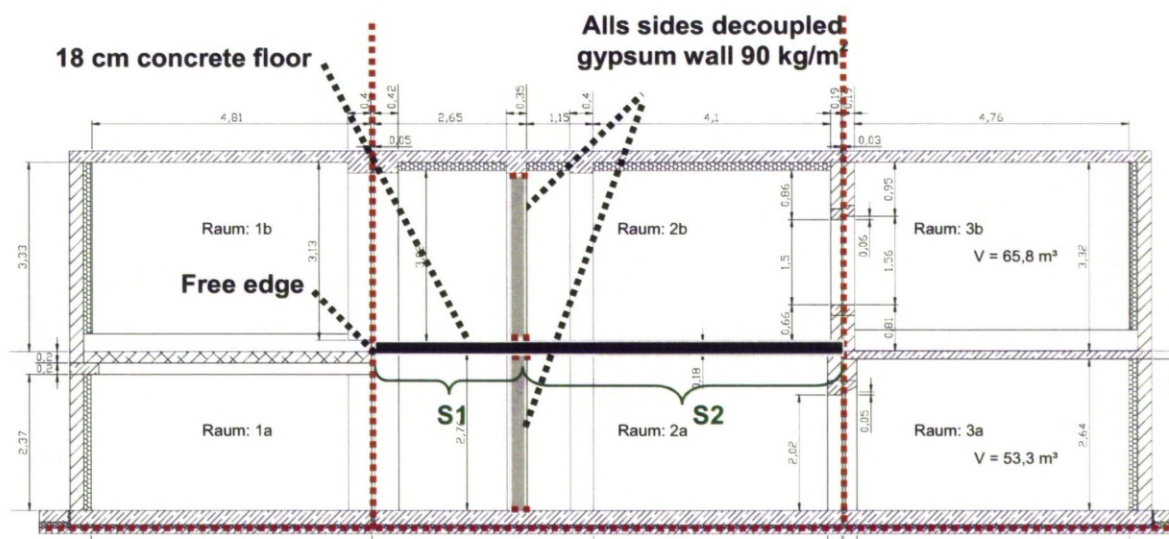 Alls sides decoupled
gypsum wall 90 kg/m²
18 cm concrete floor
0,4
0,42
0,35
0,4
0,19
0,19
4,81
2,65
1,15
4,1
4,76
0,05
0,03
Raum: 1b
Raum: 2b
Raum: 3b
V = 65,8 m³
3,33
3,13
0,86
0,06
1,5
0,66
0,95
1,56
0,81
3,32
Free edge
S1
S2
0,18
Raum: 1a
Raum: 2a
Raum: 3a
V = 53,3 m³
2,37
2,02
0,05
2,64